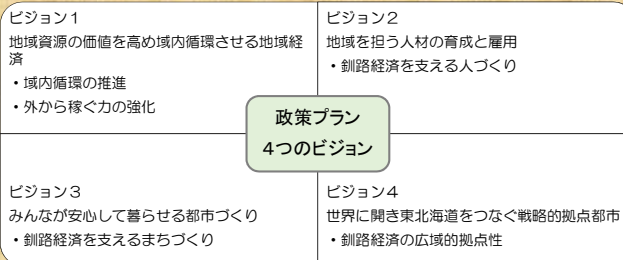 ビジョン１
地域資源の価値を高め域内循環させる地域経
済
・域内循環の推進
・外から稼ぐ力の強化
ビジョン２
地域を担う人材の育成と雇用
・釧路経済を支える人づくり
政策プラン
４つのビジョン
ビジョン３
みんなが安心して暮らせる都市づくり
・釧路経済を支えるまちづくり
ビジョン４
世界に開き東北海道をつなぐ戦略的拠点都市
・釧路経済の広域的拠点性